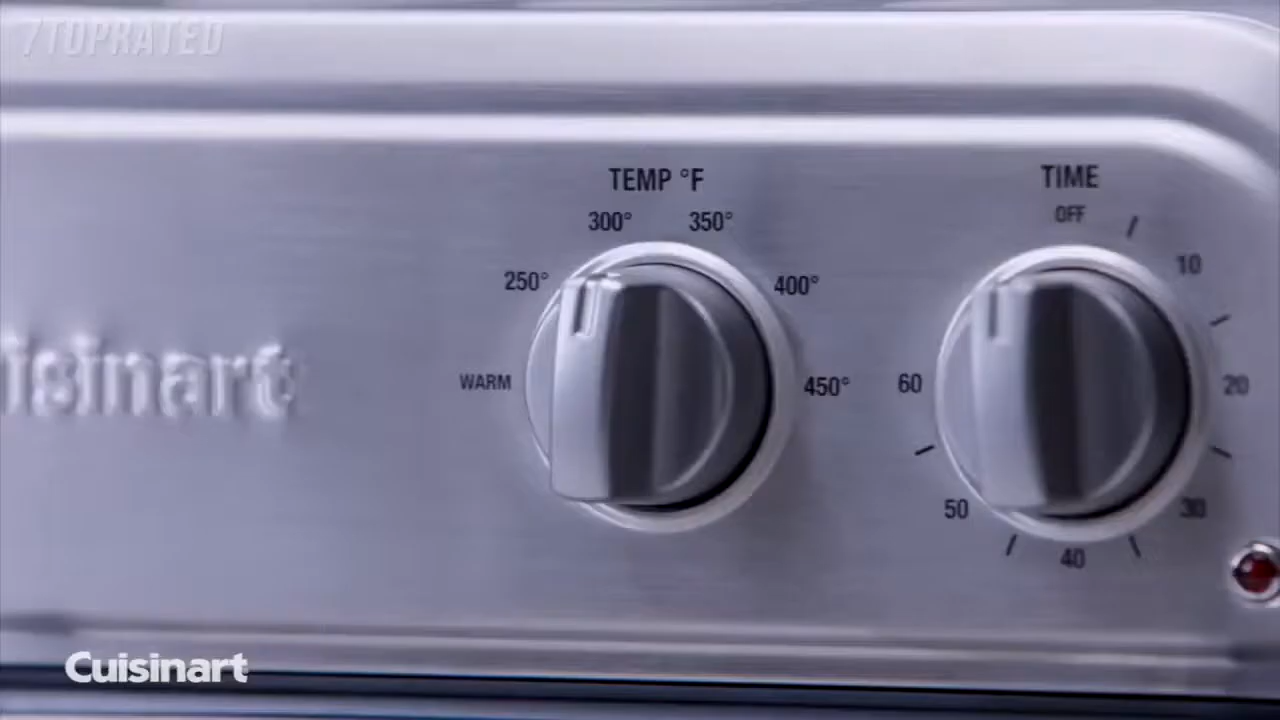 7TOPRATED
TEMP °F
300° 350°
250° 400°
WARM 450°
TIME
OFF
10
60 20
50 30
40
isinart
Cuisinart